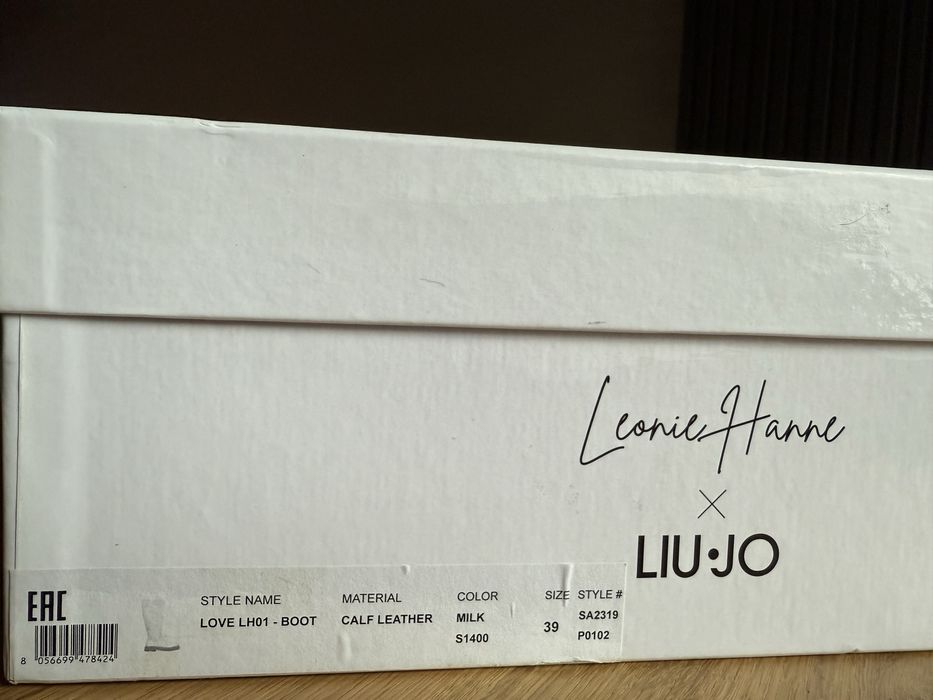 Leonie Hanne
×
LIU·JO
EAC
8 056699 478424
STYLE NAME
LOVE LH01 - BOOT
MATERIAL
CALF LEATHER
COLOR
MILK
S1400
SIZE
39
STYLE #
SA2319
P0102